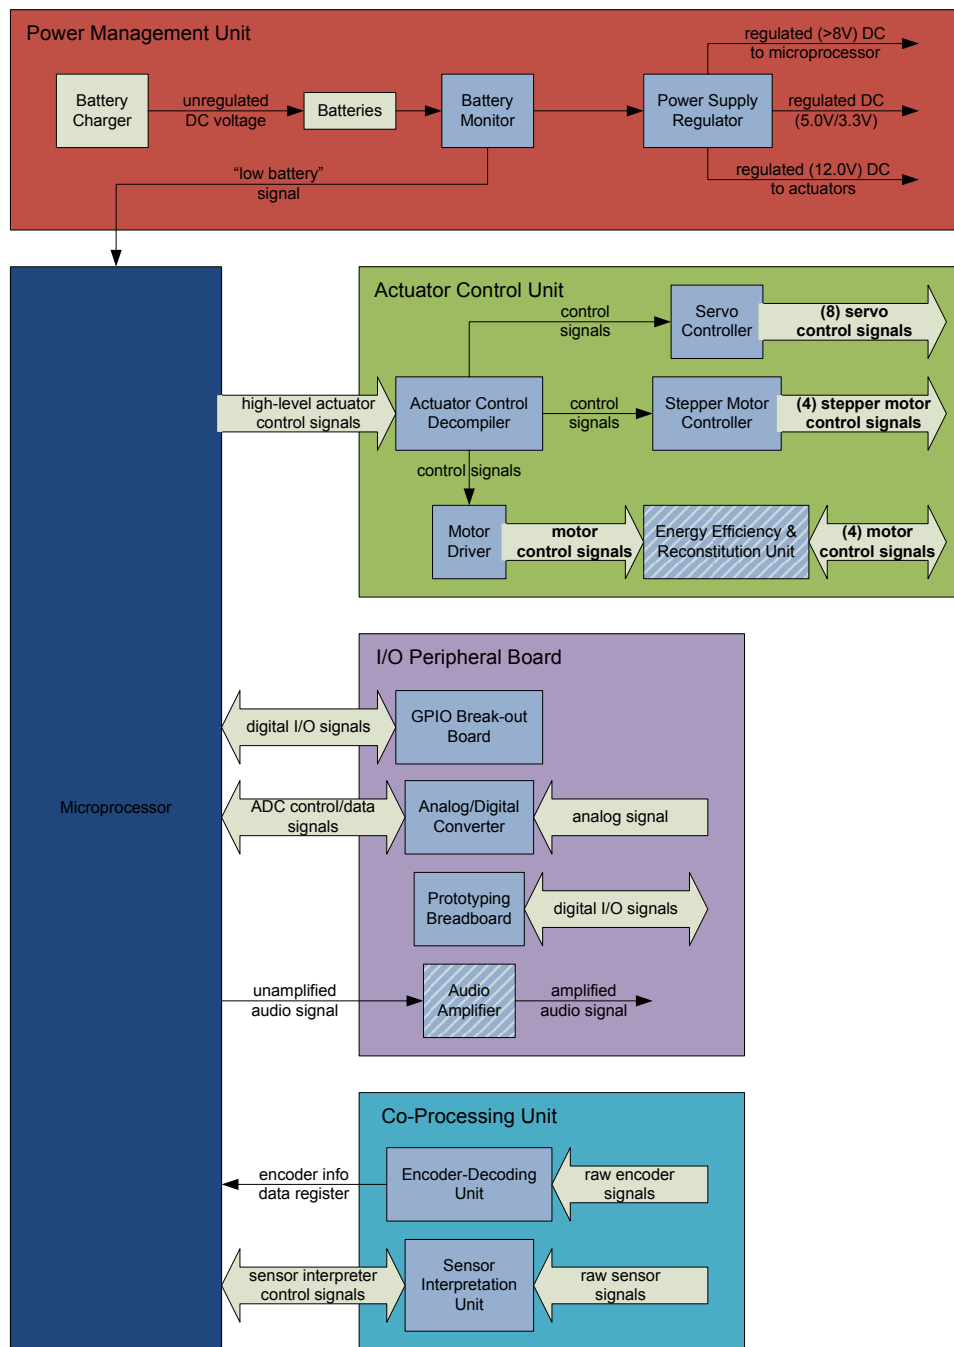 Power Management Unit
Battery
Charger
unregulated
DC voltage
Batteries
Battery
Monitor
Power Supply
Regulator
regulated (>8V) DC
to microprocessor
regulated DC
(5.0V/3.3V)
regulated (12.0V) DC
to actuators
“low battery”
signal
Microprocessor
Actuator Control Unit
high-level actuator
control signals
Actuator Control
Decompiler
control
signals
Servo
Controller
(8) servo
control signals
control
signals
Stepper Motor
Controller
(4) stepper motor
control signals
control signals
Motor
Driver
motor
control signals
Energy Efficiency &
Reconstitution Unit
(4) motor
control signals
I/O Peripheral Board
digital I/O signals
GPIO Break-out
Board
ADC control/data
signals
Analog/Digital
Converter
analog signal
Prototyping
Breadboard
digital I/O signals
unamplified
audio signal
Audio
Amplifier
amplified
audio signal
Co-Processing Unit
encoder info
data register
Encoder-Decoding
Unit
raw encoder
signals
sensor interpreter
control signals
Sensor
Interpretation
Unit
raw sensor
signals